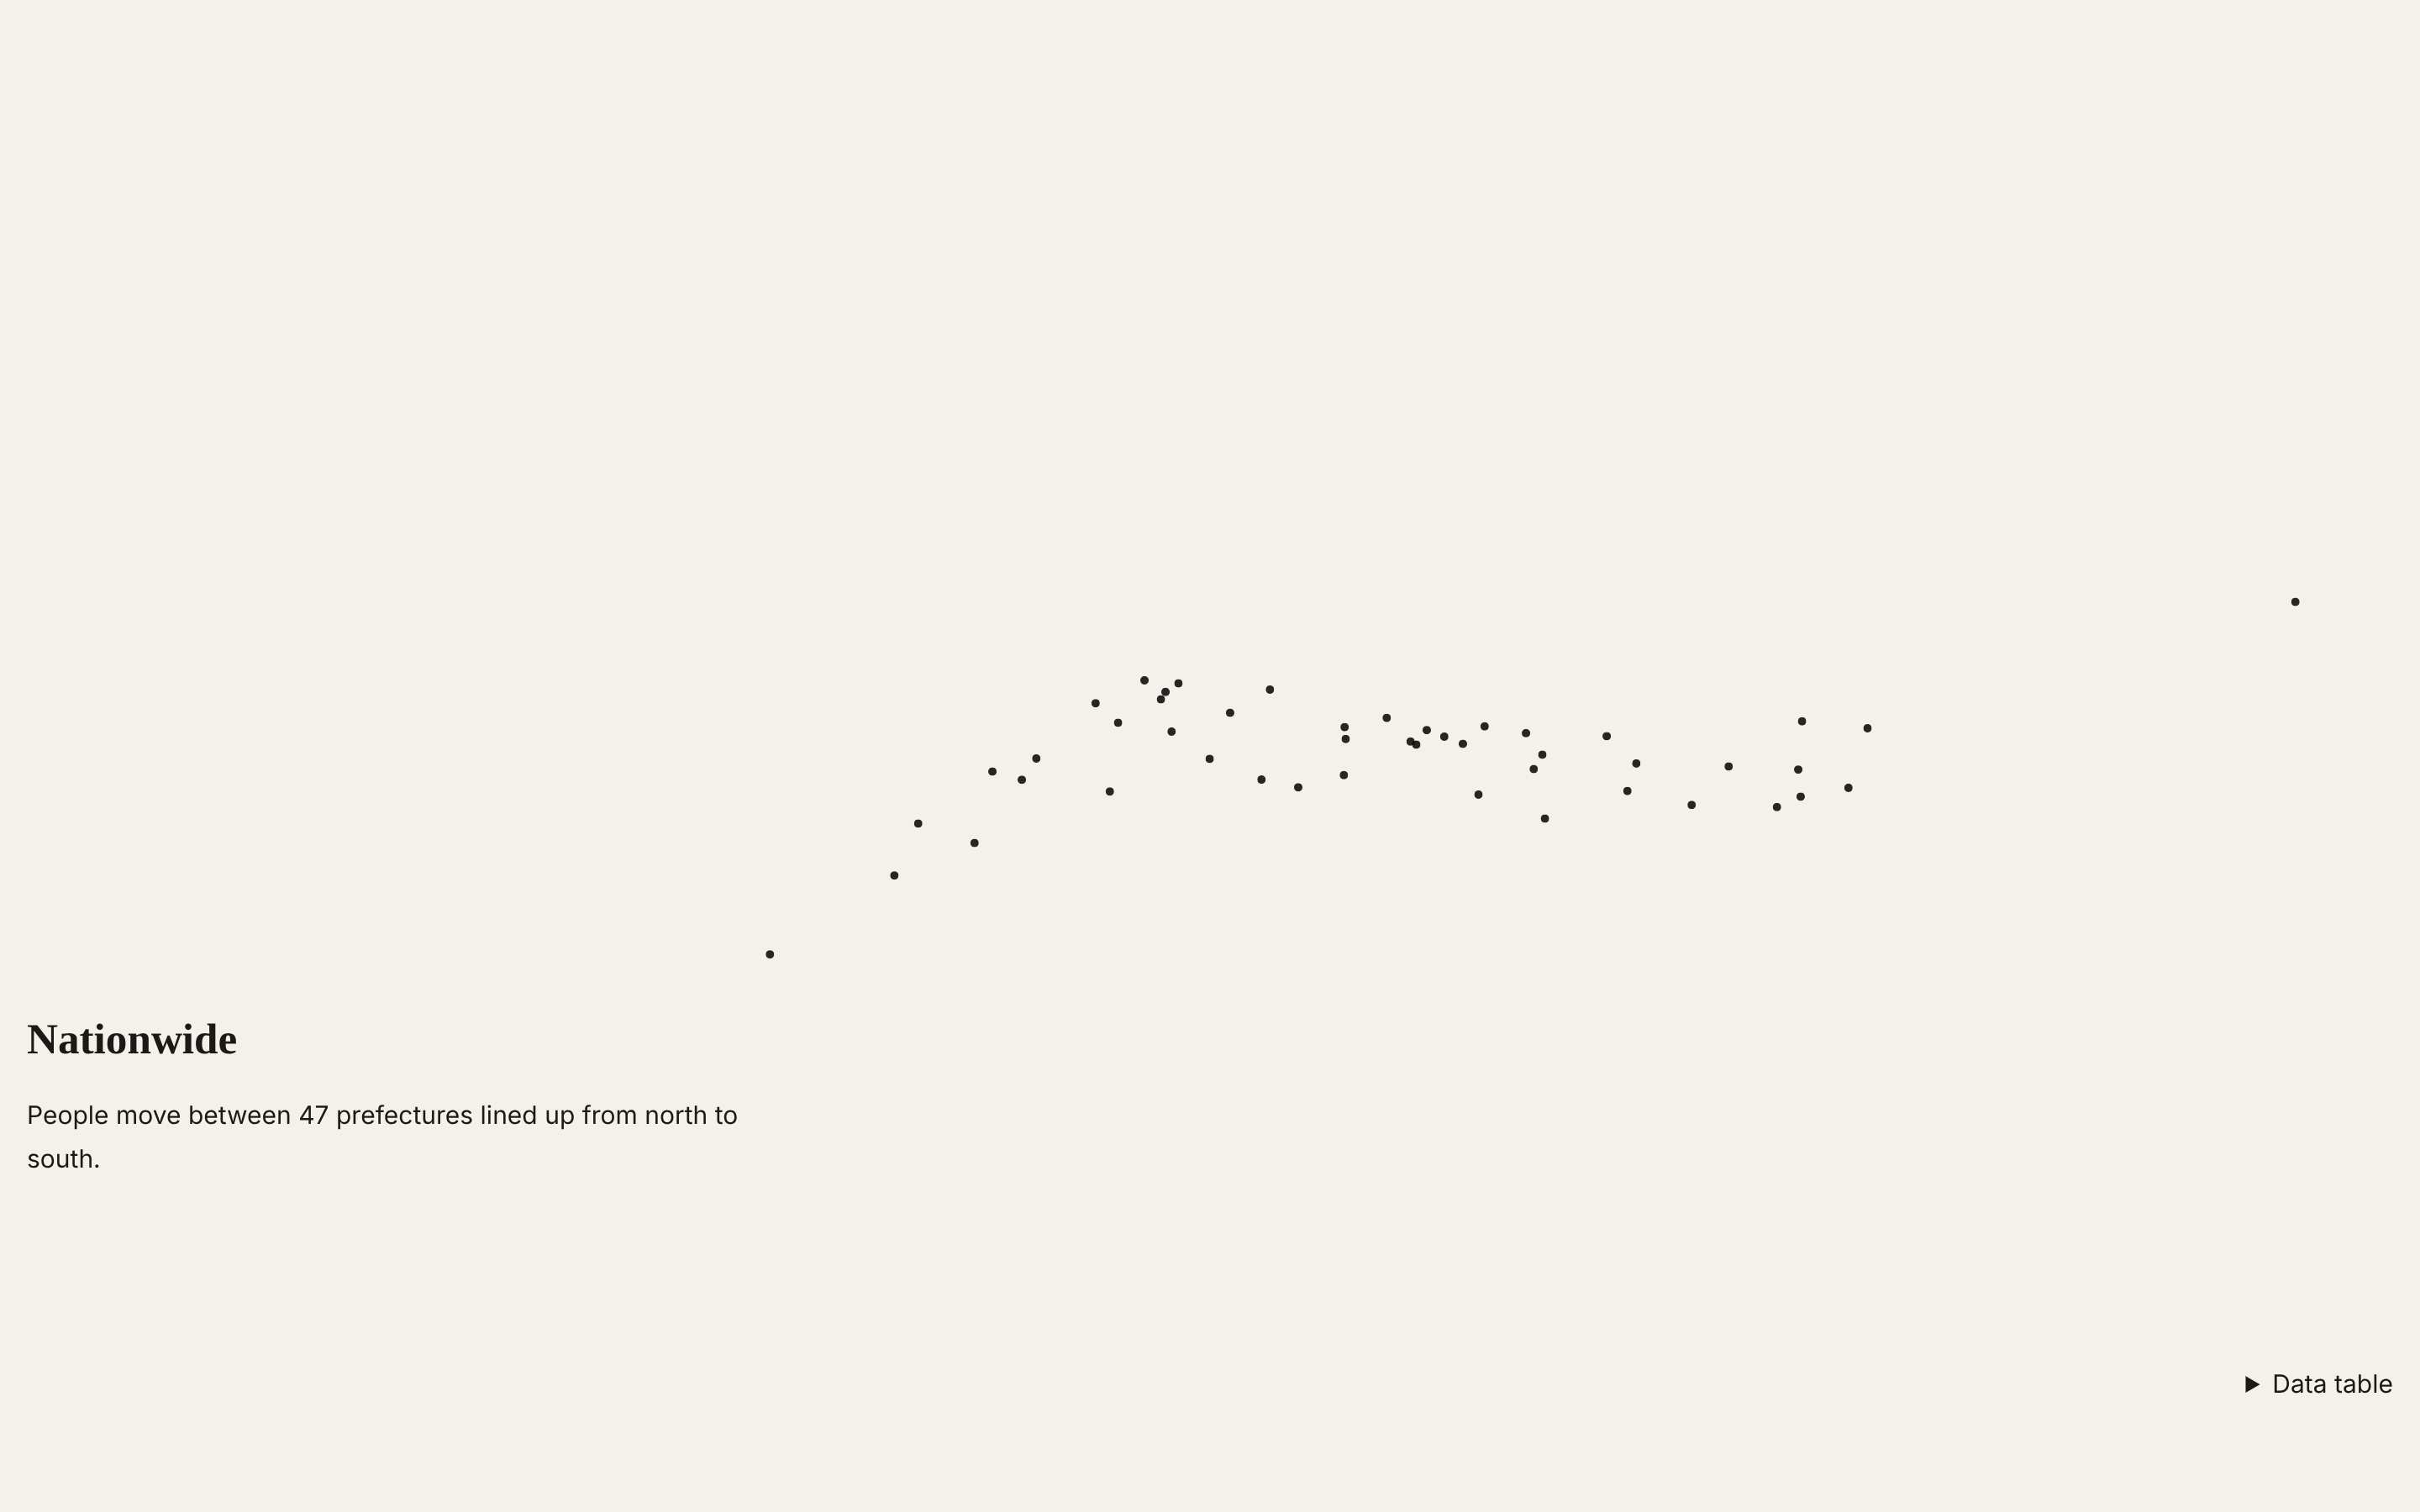 Nationwide
People move between 47 prefectures lined up from north to
south.
Data table